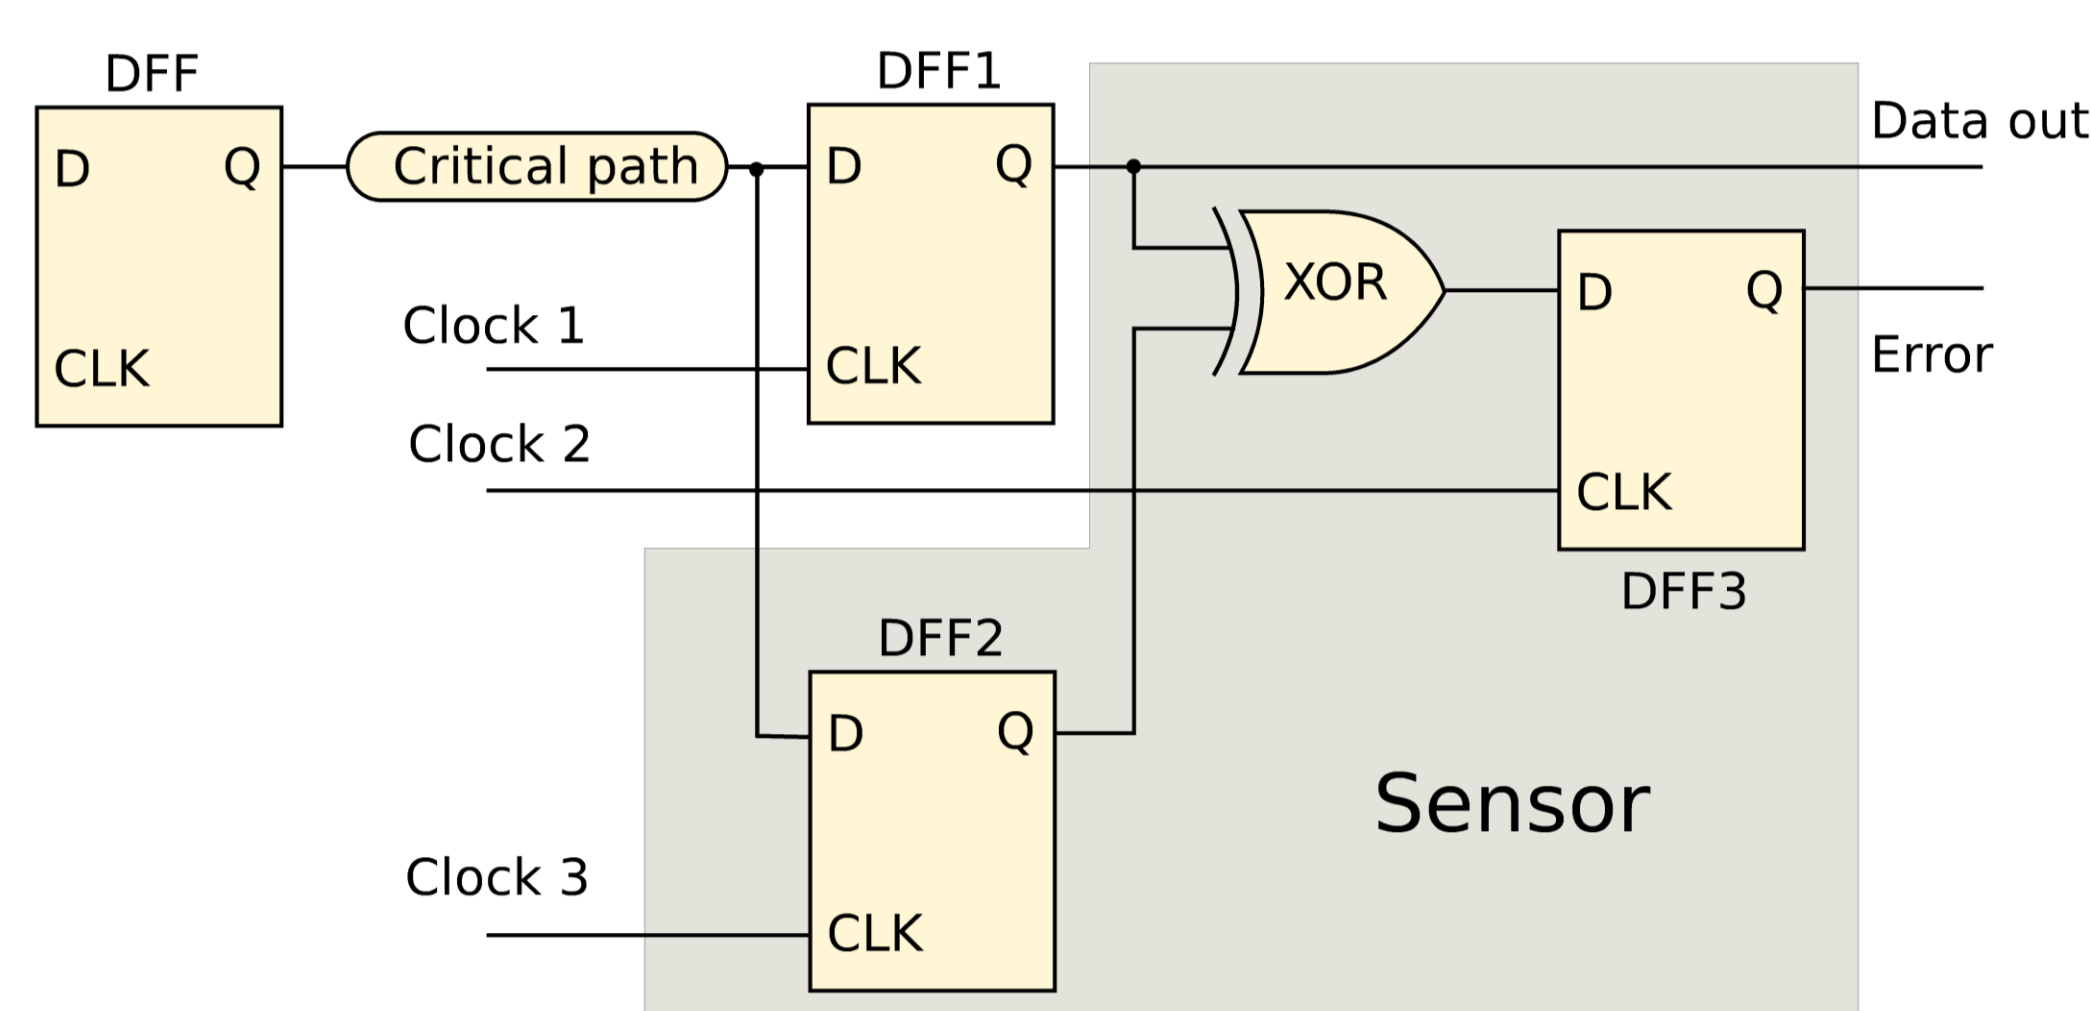 DFF
D
Q
CLK
Critical path
DFF1
D
Q
CLK
Clock 1
Clock 2
Data out
XOR
D
Q
CLK
DFF3
Error
DFF2
D
Q
CLK
Clock 3
Sensor